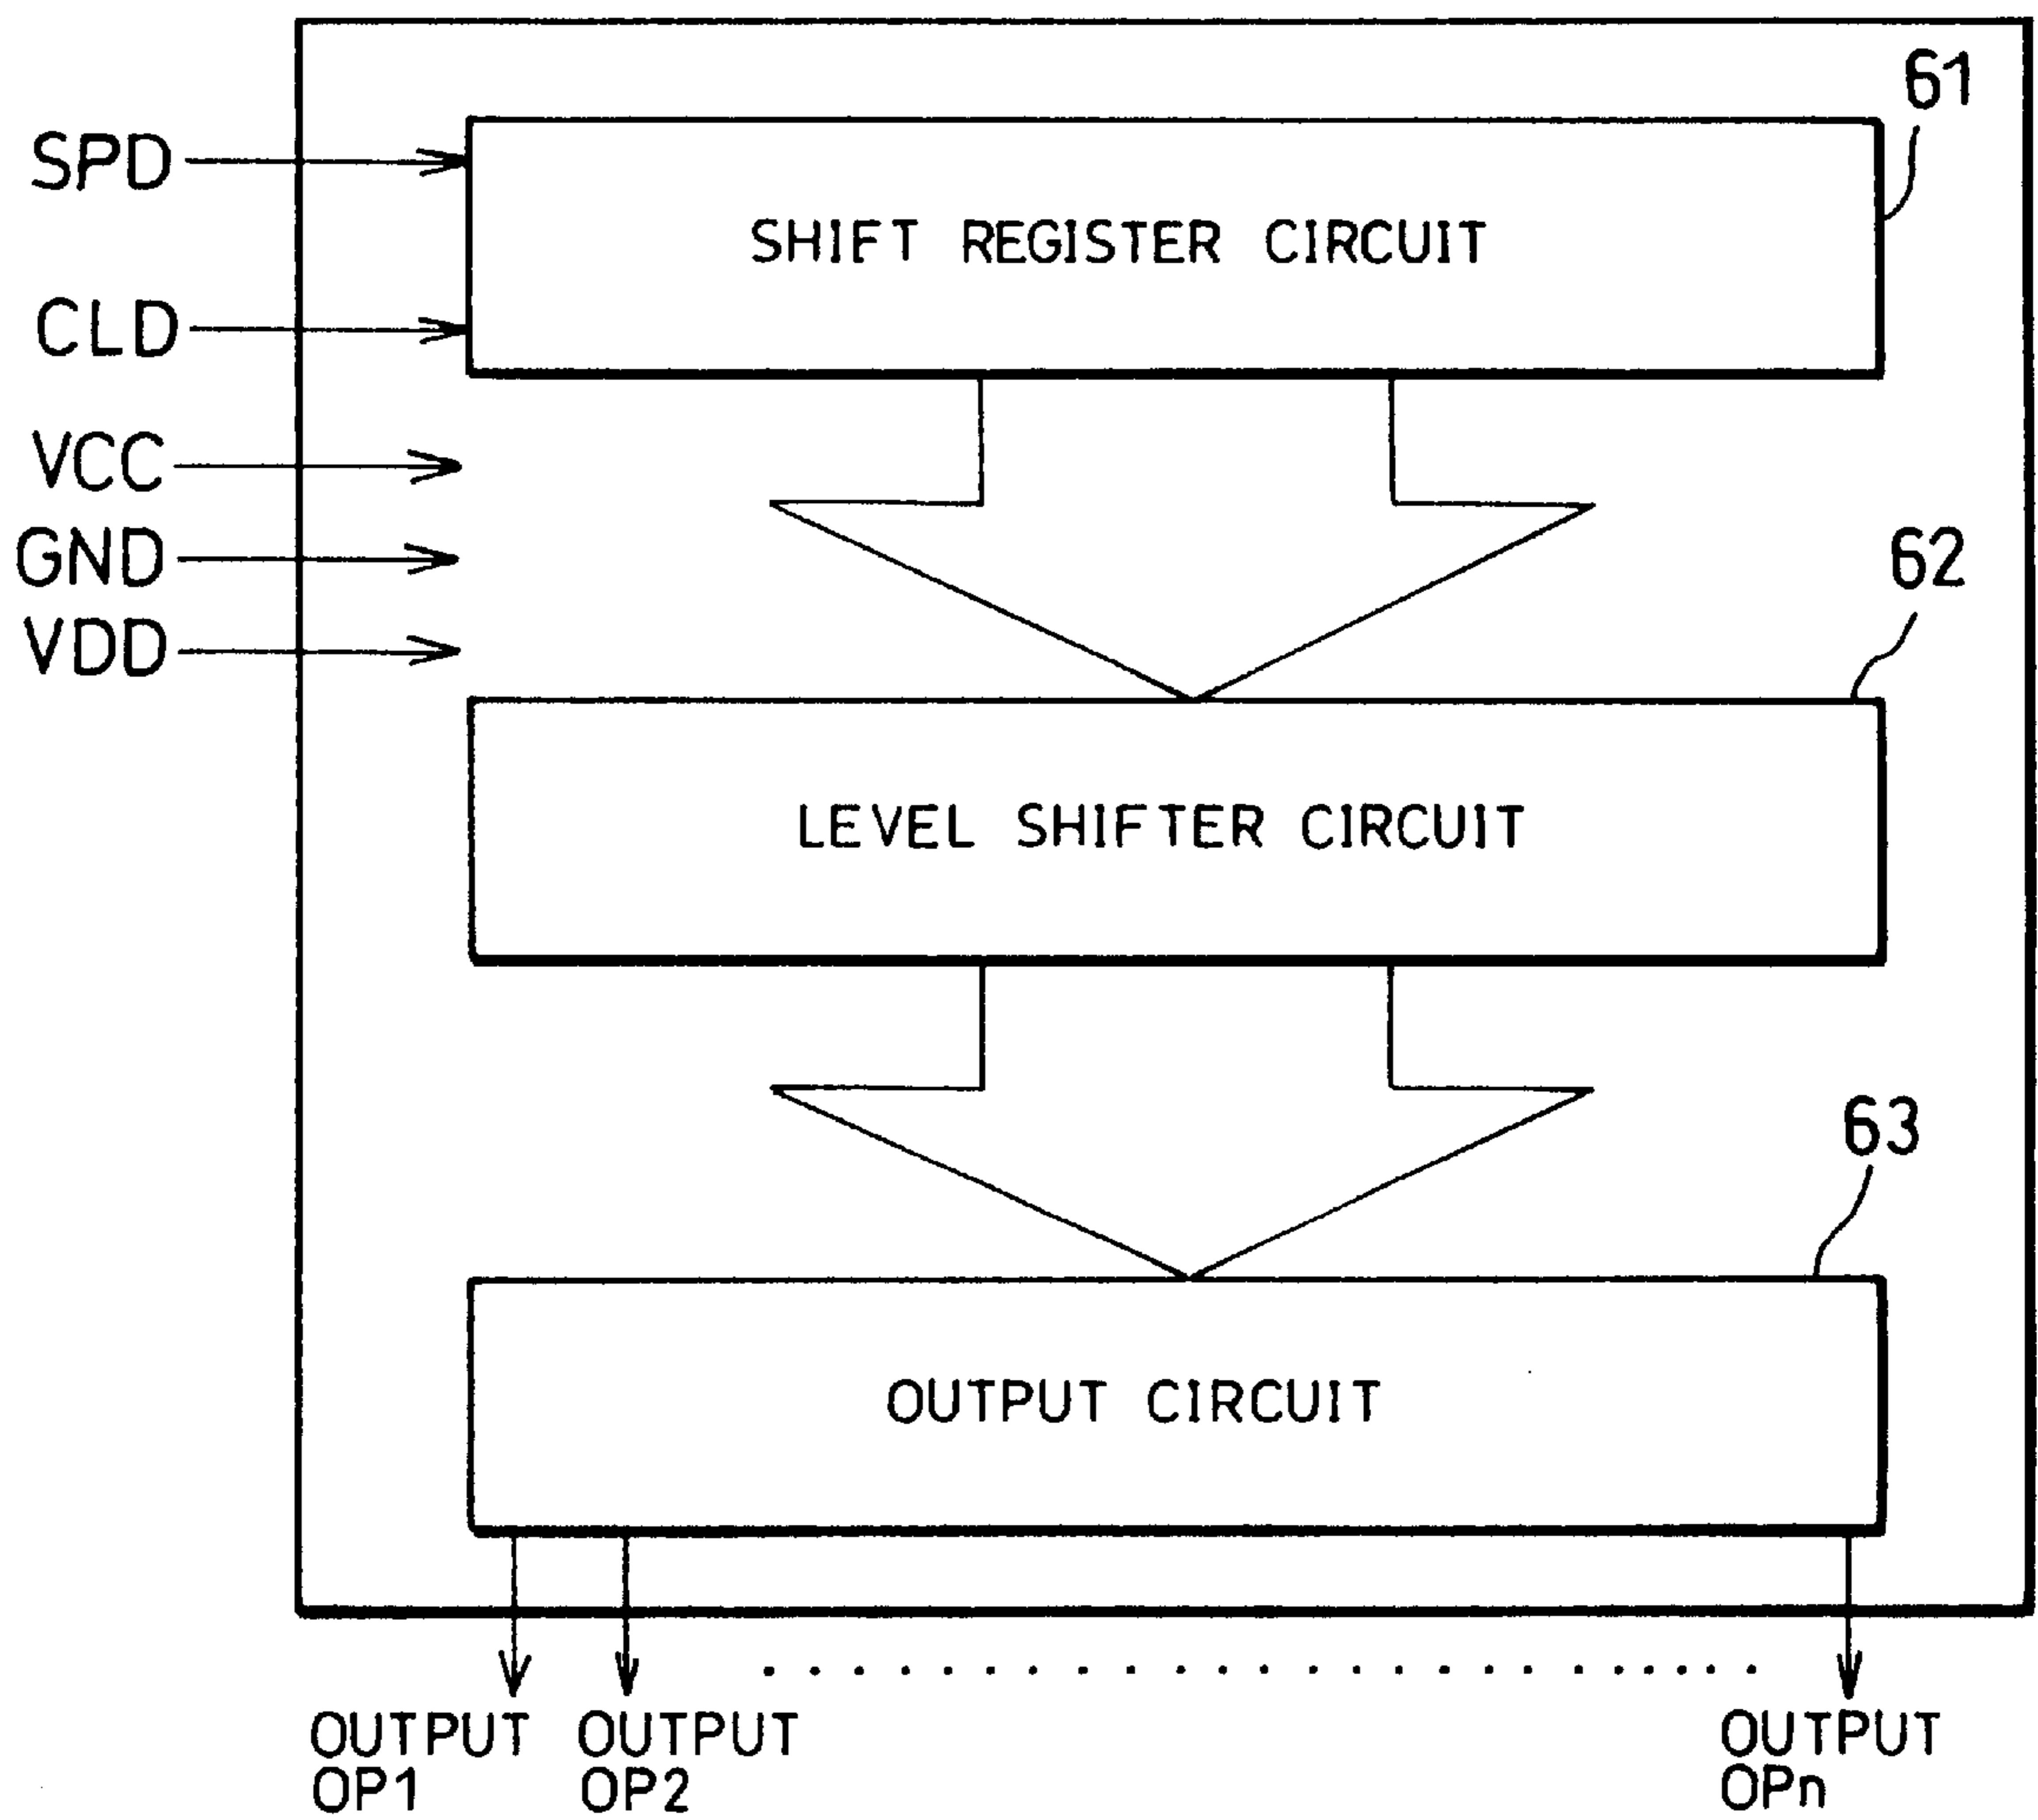 61
SPD
SHIFT REGISTER CIRCUIT
CLD
VCC
GND
62
VDD
LEVEL SHIFTER CIRCUIT
63
OUTPUT CIRCUIT
OUTPUT OP1
OUTPUT OP2
OUTPUT OPn